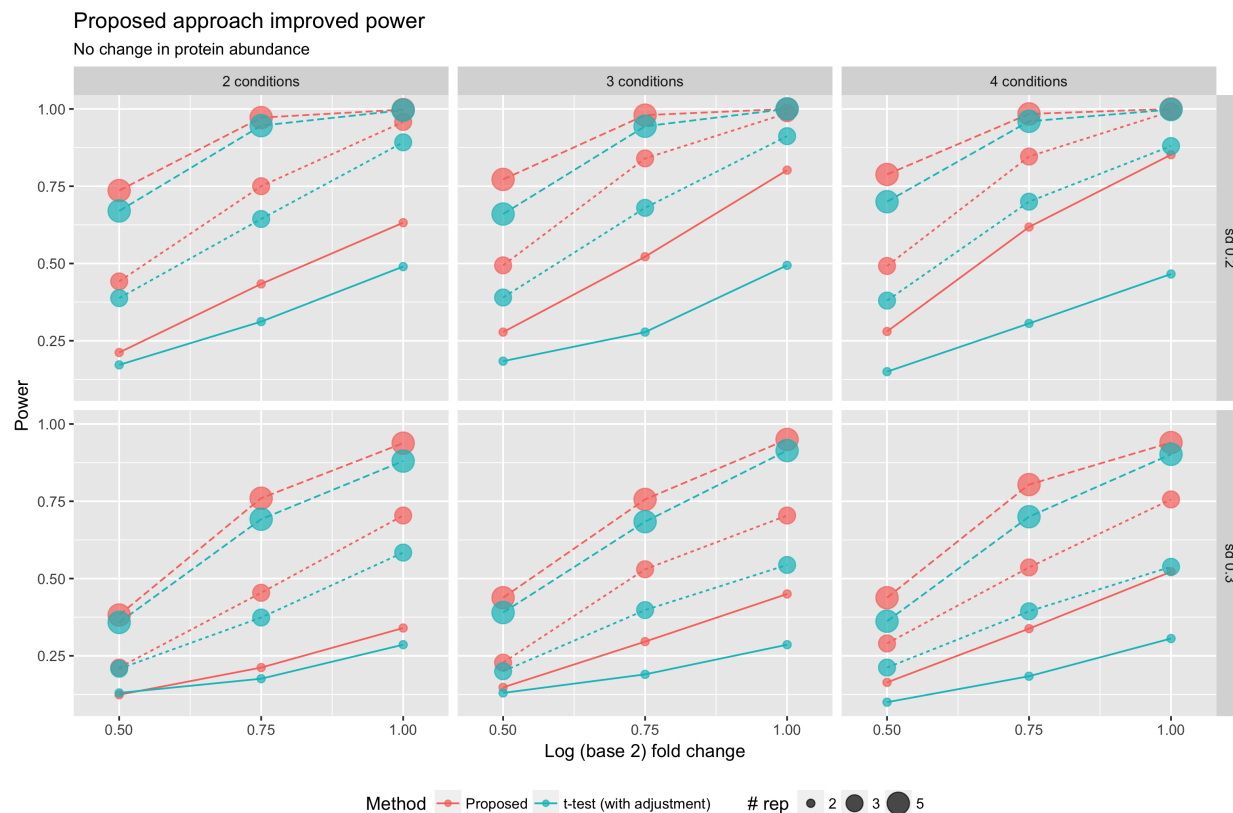 Proposed approach improved power
No change in protein abundance
2 conditions 3 conditions 4 conditions
1.00
0.75
0.50
0.25
sd 0.2
Power
1.00
0.75
0.50
0.25
sd 0.3
0.50 0.75 1.00 0.50 0.75 1.00 0.50 0.75 1.00
Log (base 2) fold change
Method Proposed t-test (with adjustment) # rep 2 3 5